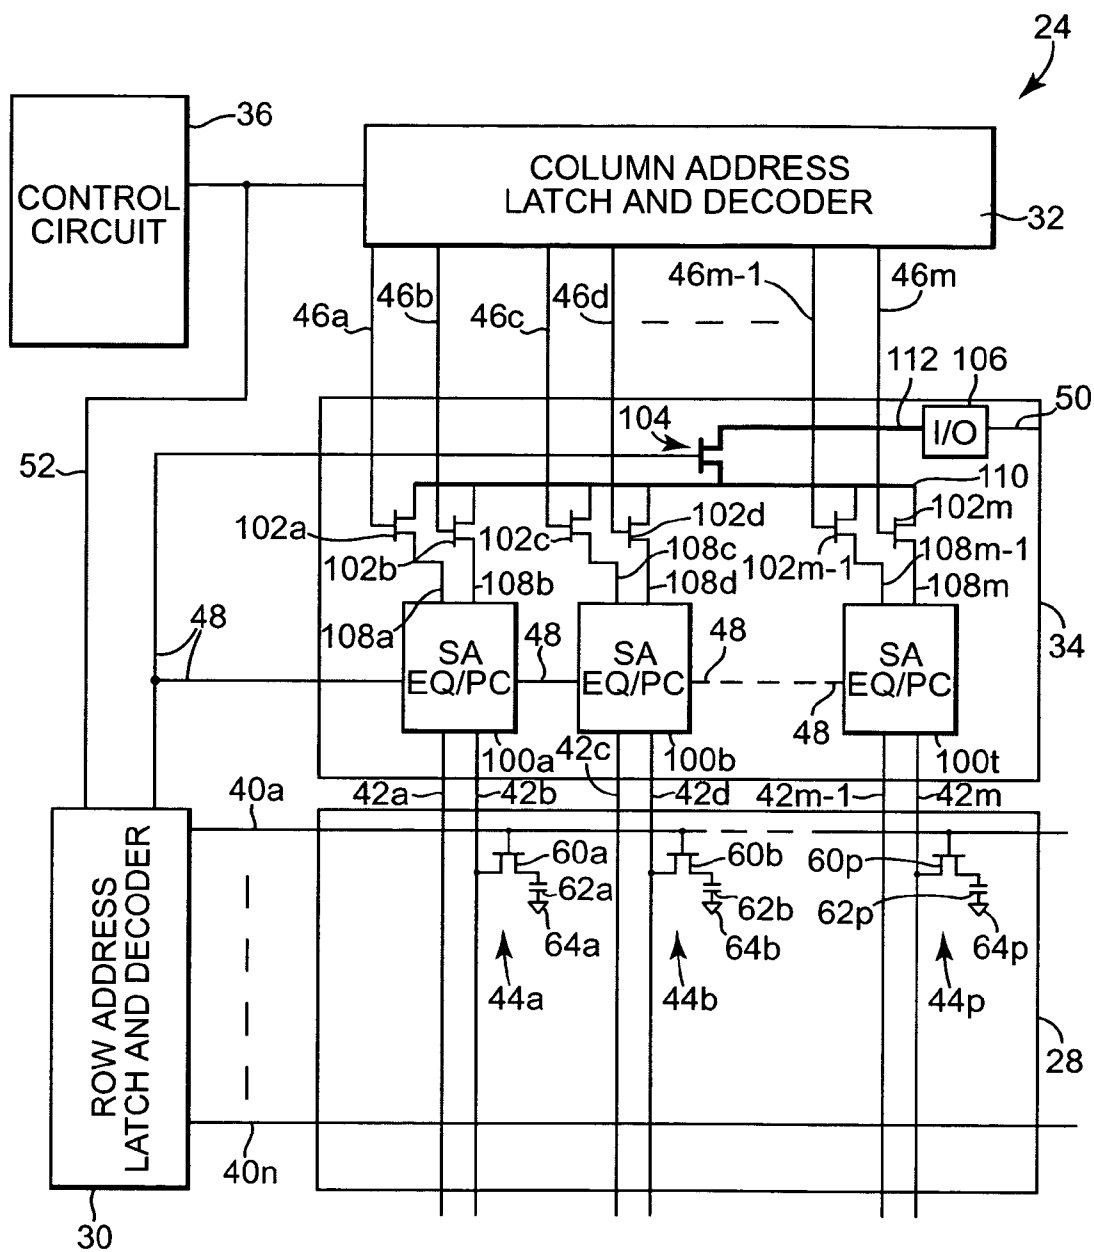 24
36
CONTROL
CIRCUIT
COLUMN ADDRESS
LATCH AND DECODER
32
46a
46b
46c
46d
46m-1
46m
112
106
50
I/O
104
52
110
102a
102b
102c
102d
102m-1
102m
108a
108b
108c
108d
108m-1
108m
34
48
48
48
48
SA
EQ/PC
SA
EQ/PC
SA
EQ/PC
100a
100b
100t
42a
42b
42c
42d
42m-1
42m
40a
60a
60b
60p
62a
62b
62p
64a
64b
64p
44a
44b
44p
28
ROW ADDRESS
LATCH AND DECODER
40n
30